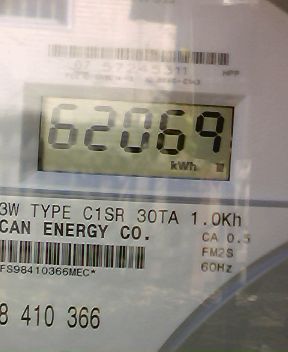 62069
kWh
3W TYPE C1SR 30TA 1.0Kh
CAN ENERGY CO.
CA 0.5
FM2S
60Hz
FS98410366MEC*
8 410 366